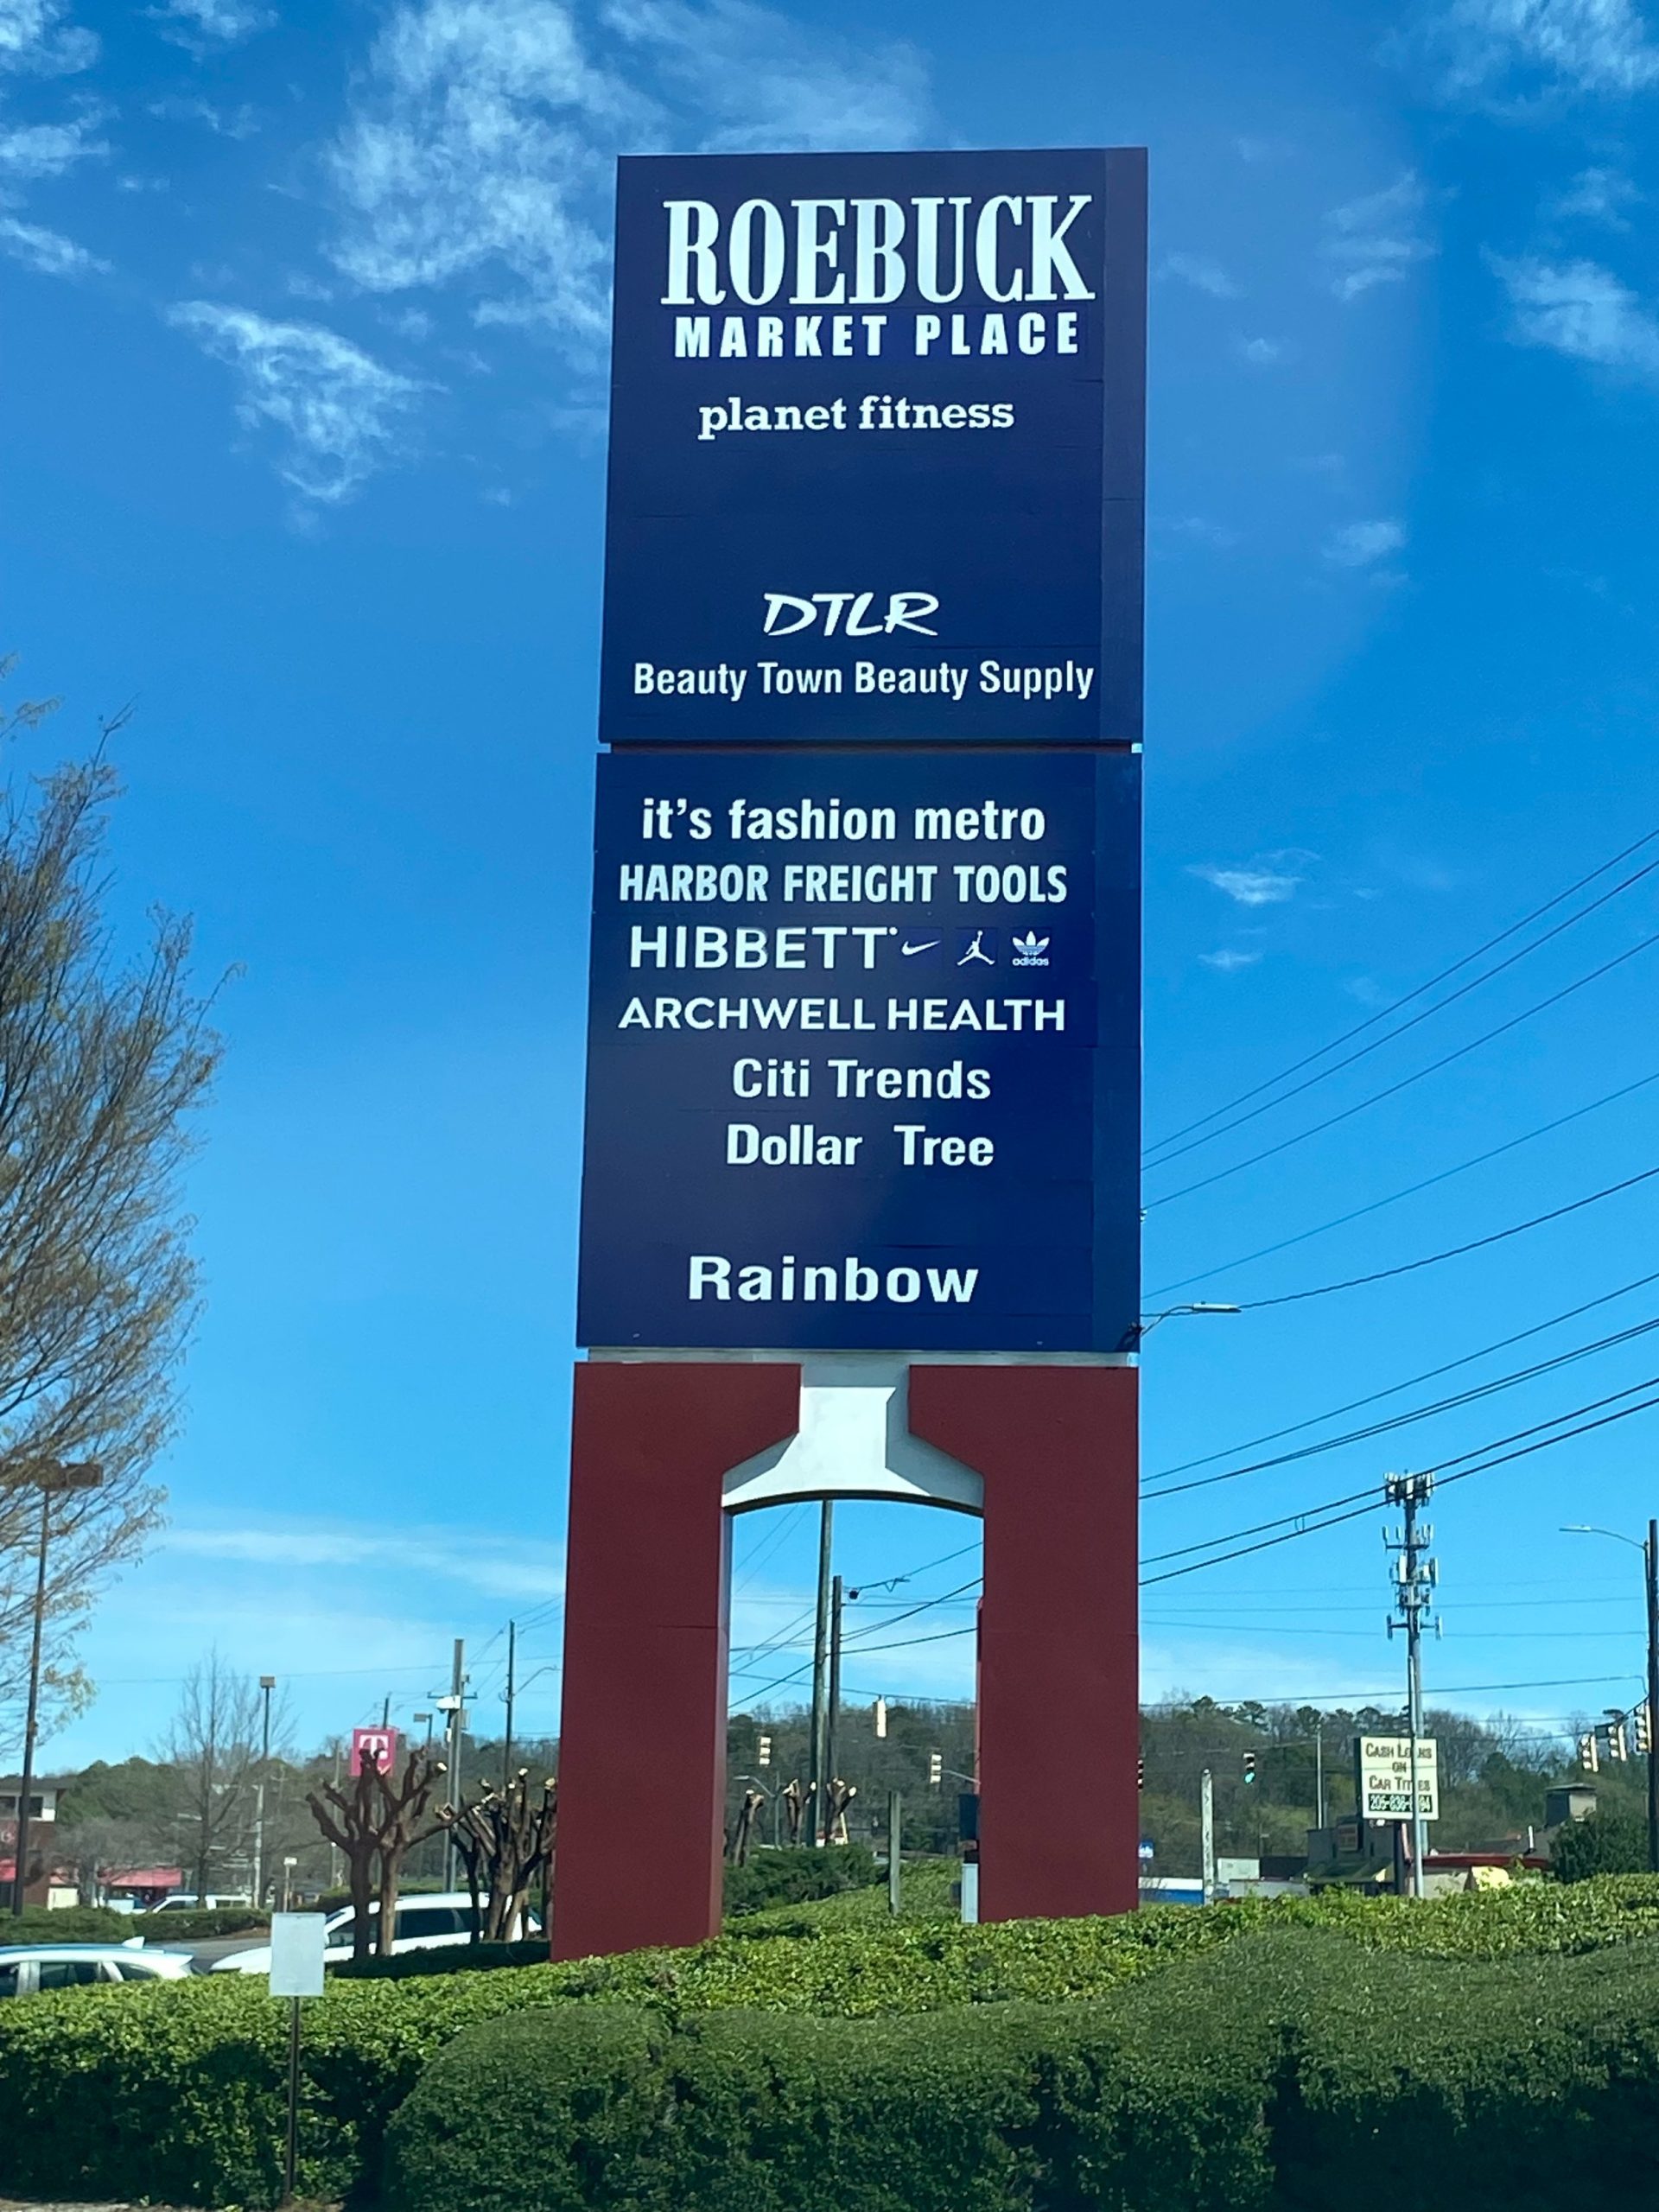 ROEBUCK
MARKET PLACE
planet fitness
DTLR
Beauty Town Beauty Supply
it's fashion metro
HARBOR FREIGHT TOOLS
HIBBETT
adidas
ARCHWELL HEALTH
Citi Trends
Dollar Tree
Rainbow
T
CASH LOANS
ON
CAR TITLES